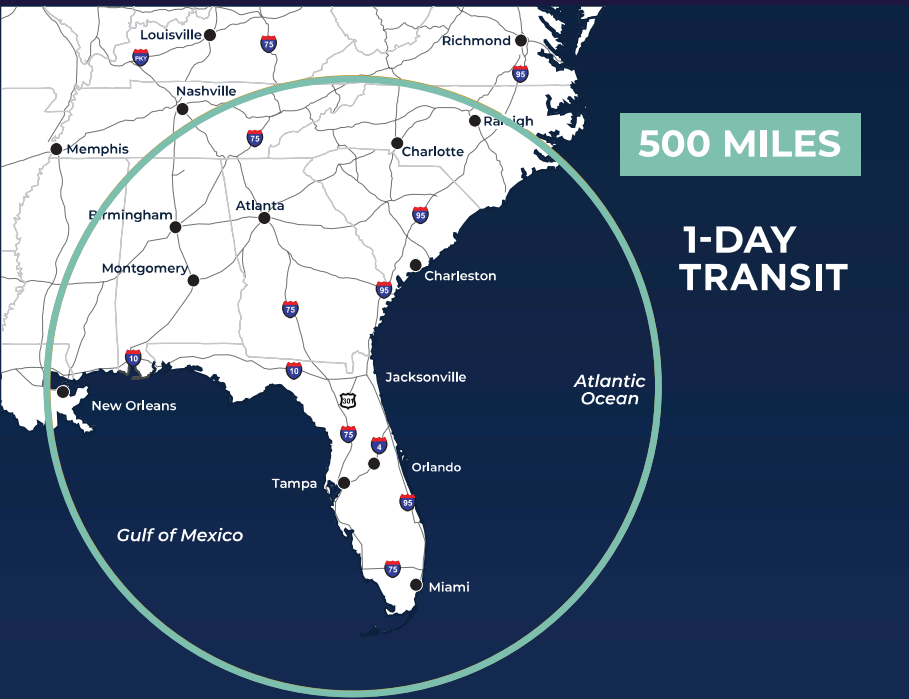 Louisville
75
Richmond
PKY
95
Nashville
Raleigh
75
Memphis
Charlotte
500 MILES
Atlanta
Birmingham
95
1-DAY
TRANSIT
Montgomery
Charleston
95
75
10
10
Jacksonville
Atlantic
Ocean
New Orleans
301
75
4
Orlando
Tampa
95
Gulf of Mexico
75
Miami